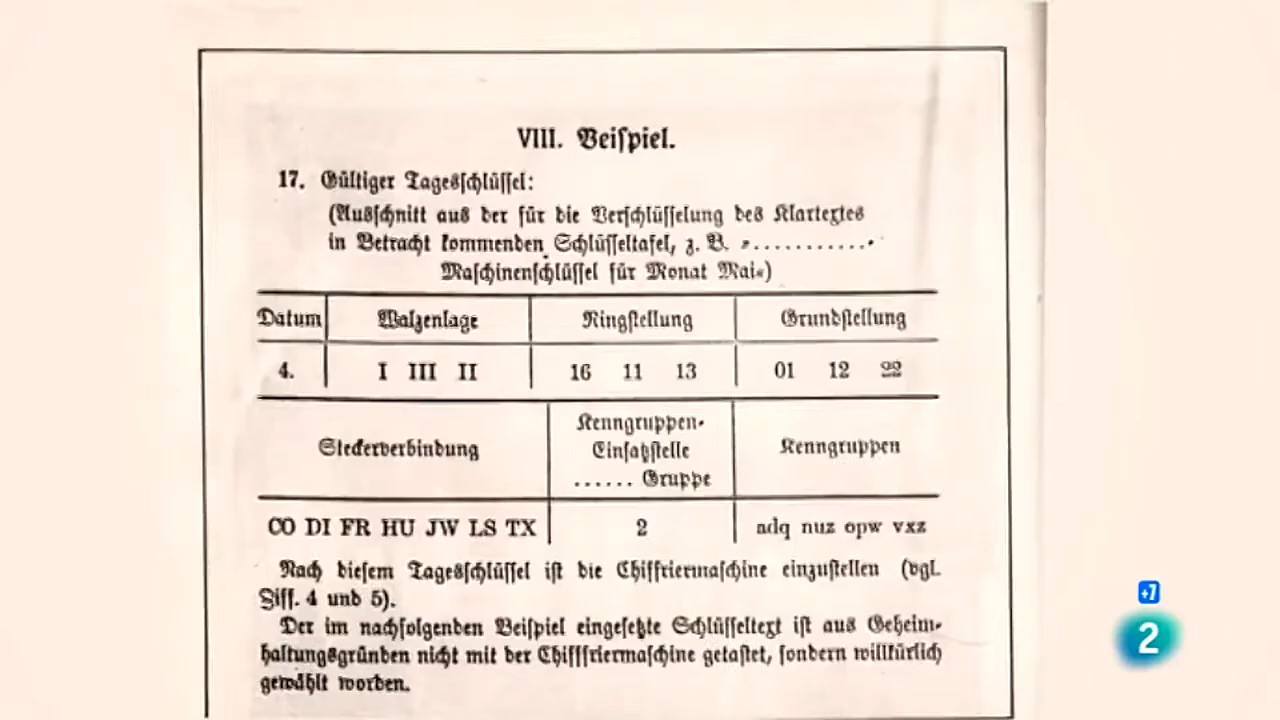 VIII. Beiſpiel.
17. Gültiger Tagesſchlüſſel:
(Ausſchnitt aus der für die Verſchlüſſelung des Klartextes
in Betracht kommenden Schlüſſeltafel, z. B. »............
Maſchinenſchlüſſel für Monat Mai«)
Datum Walzenlage Ringſtellung Grundſtellung
4. I III II 16 11 13 01 12 22
Steckerverbindung Kenngruppen-
Einſatzſtelle
...... Gruppe Kenngruppen
CO DI FR HU JW LS TX 2 adq nuz opw vxz
Nach dieſem Tagesſchlüſſel iſt die Chiffriermaſchine einzuſtellen (vgl.
Ziff. 4 und 5).
Der im nachfolgenden Beiſpiel eingeſetzte Schlüſſeltext iſt aus Geheim-
haltungsgründen nicht mit der Chiffriermaſchine getaſtet, ſondern willkürlich
gewählt worden.
+7
2